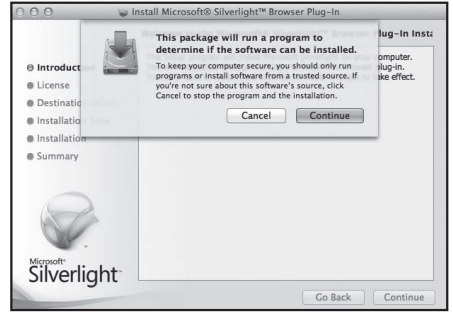 Install Microsoft® Silverlight™ Browser Plug-In
This package will run a program to
determine if the software can be installed.
To keep your computer secure, you should only run
programs or install software from a trusted source. If
you're not sure about this software's source, click
Cancel to stop the program and the installation.
Cancel
Continue
lug-In Insta
omputer.
lug-in.
ke effect.
Introduct
License
Destinatio
Installatio
Installation
Summary
Microsoft®
Silverlight™
Go Back
Continue